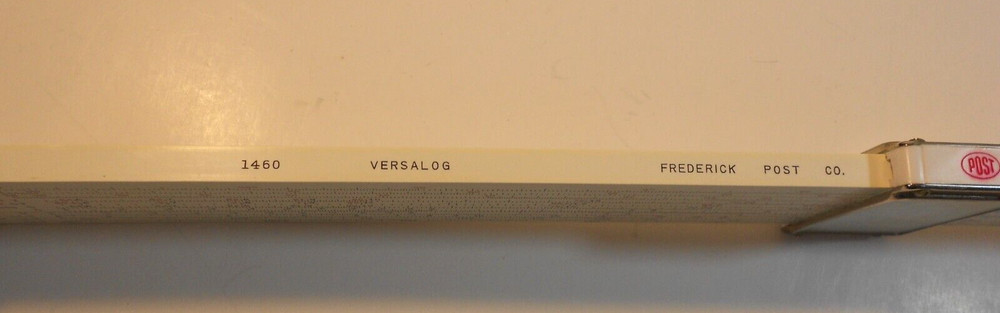 1460 VERSALOG FREDERICK POST CO.
POST